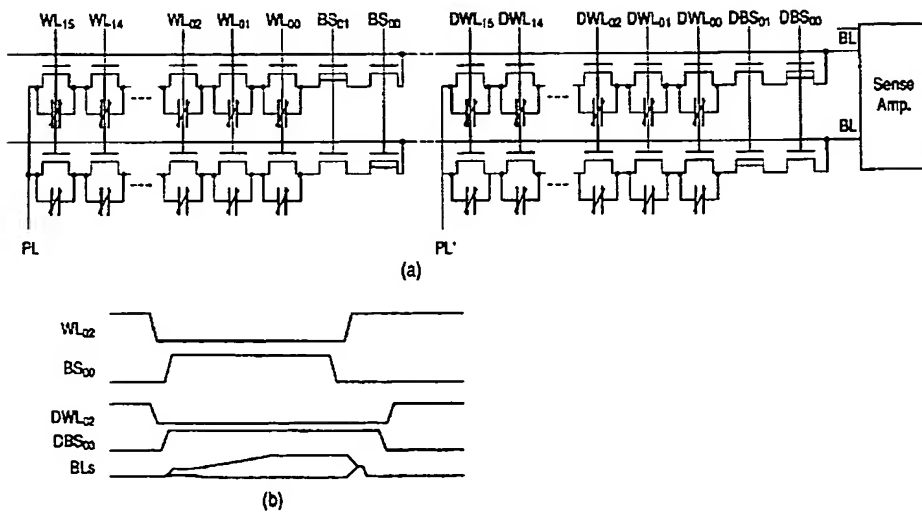 WL15 WL14 WL02 WL01 WL00 BS01 BS00 DWL15 DWL14 DWL02 DWL01 DWL00 DBS01 DBS00
BL
Sense
Amp.
BL
PL PL'
(a)
WL02
BS00
DWL02
DBS00
BLs
(b)